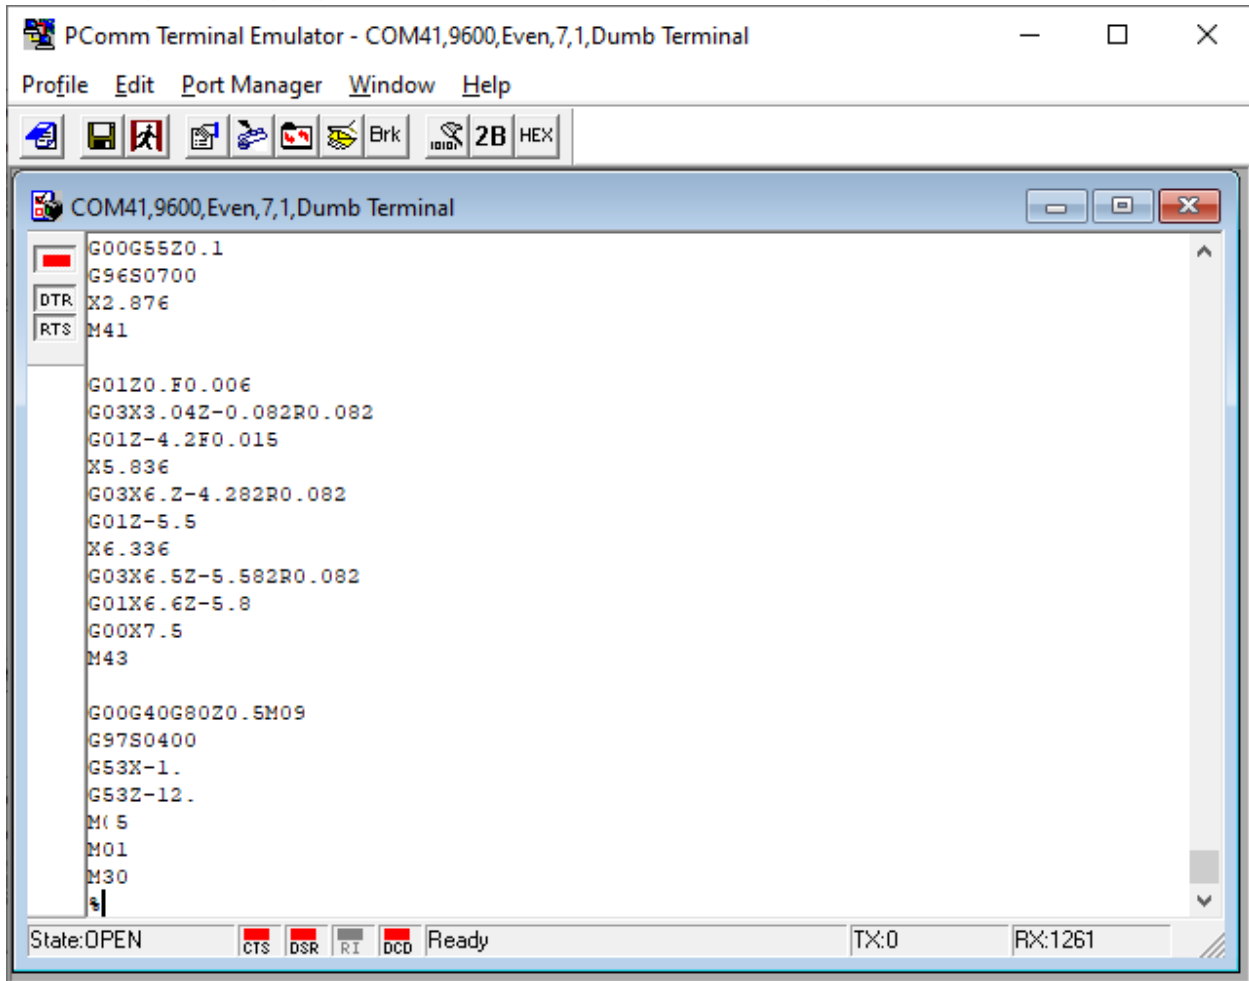 PComm Terminal Emulator - COM41,9600,Even,7,1,Dumb Terminal
Profile Edit Port Manager Window Help
Brk 2B HEX
COM41,9600,Even,7,1,Dumb Terminal
DTR
RTS
G00G55Z0.1
G96S0700
X2.876
M41
G01Z0.F0.006
G03X3.04Z-0.082R0.082
G01Z-4.2F0.015
X5.836
G03X6.Z-4.282R0.082
G01Z-5.5
X6.336
G03X6.5Z-5.582R0.082
G01X6.6Z-5.8
G00X7.5
M43
G00G40G80Z0.5M09
G97S0400
G53X-1.
G53Z-12.
M(5
M01
M30
%
State:OPEN CTS DSR RI DCD Ready TX:0 RX:1261